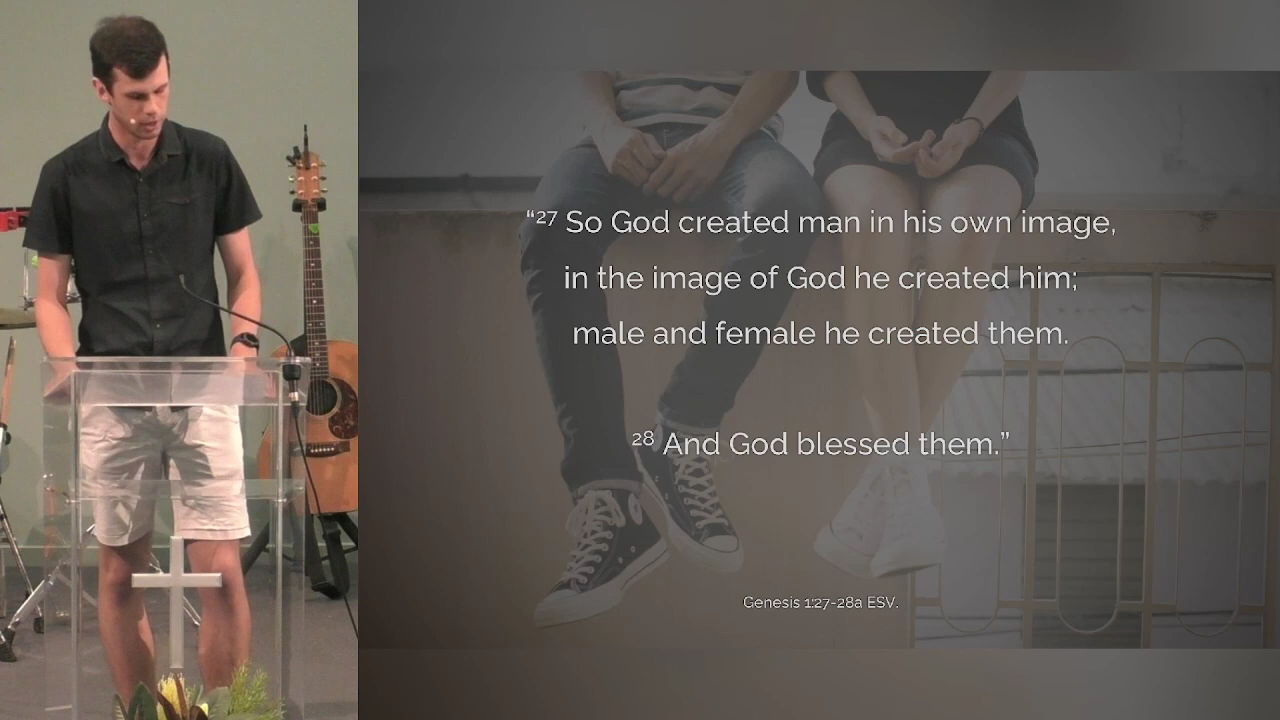 “27 So God created man in his own image,
in the image of God he created him;
male and female he created them.
28 And God blessed them.”
Genesis 1:27-28a ESV.